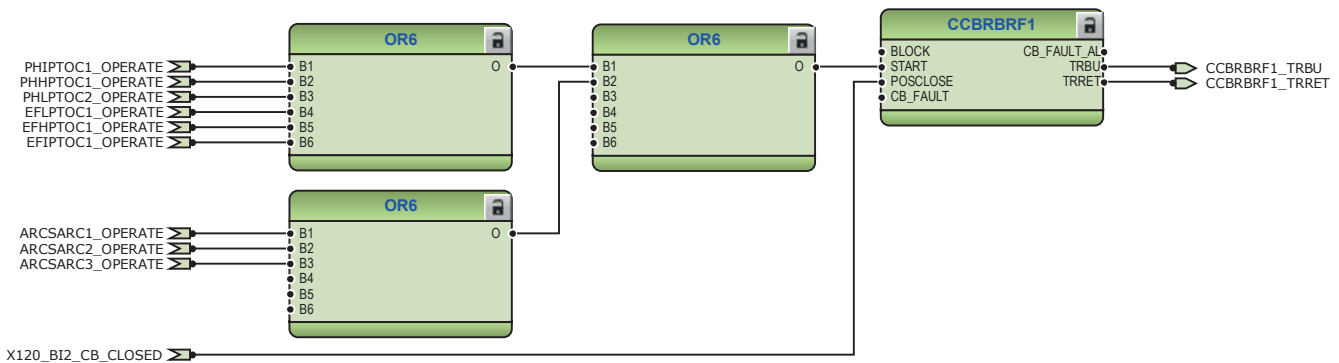 OR6
OR6
CCBRBRF1
PHIPTOC1_OPERATE B1 O B1 O BLOCK CB_FAULT_AL
PHHPTOC1_OPERATE B2 B2 START TRBU CCBRBRF1_TRBU
PHLPTOC2_OPERATE B3 B3 POSCLOSE TRRET CCBRBRF1_TRRET
EFLPTOC1_OPERATE B4 B4 CB_FAULT
EFHPTOC1_OPERATE B5 B5
EFIPTOC1_OPERATE B6 B6
OR6
ARCSARC1_OPERATE B1 O
ARCSARC2_OPERATE B2
ARCSARC3_OPERATE B3
B4
B5
B6
X120_BI2_CB_CLOSED